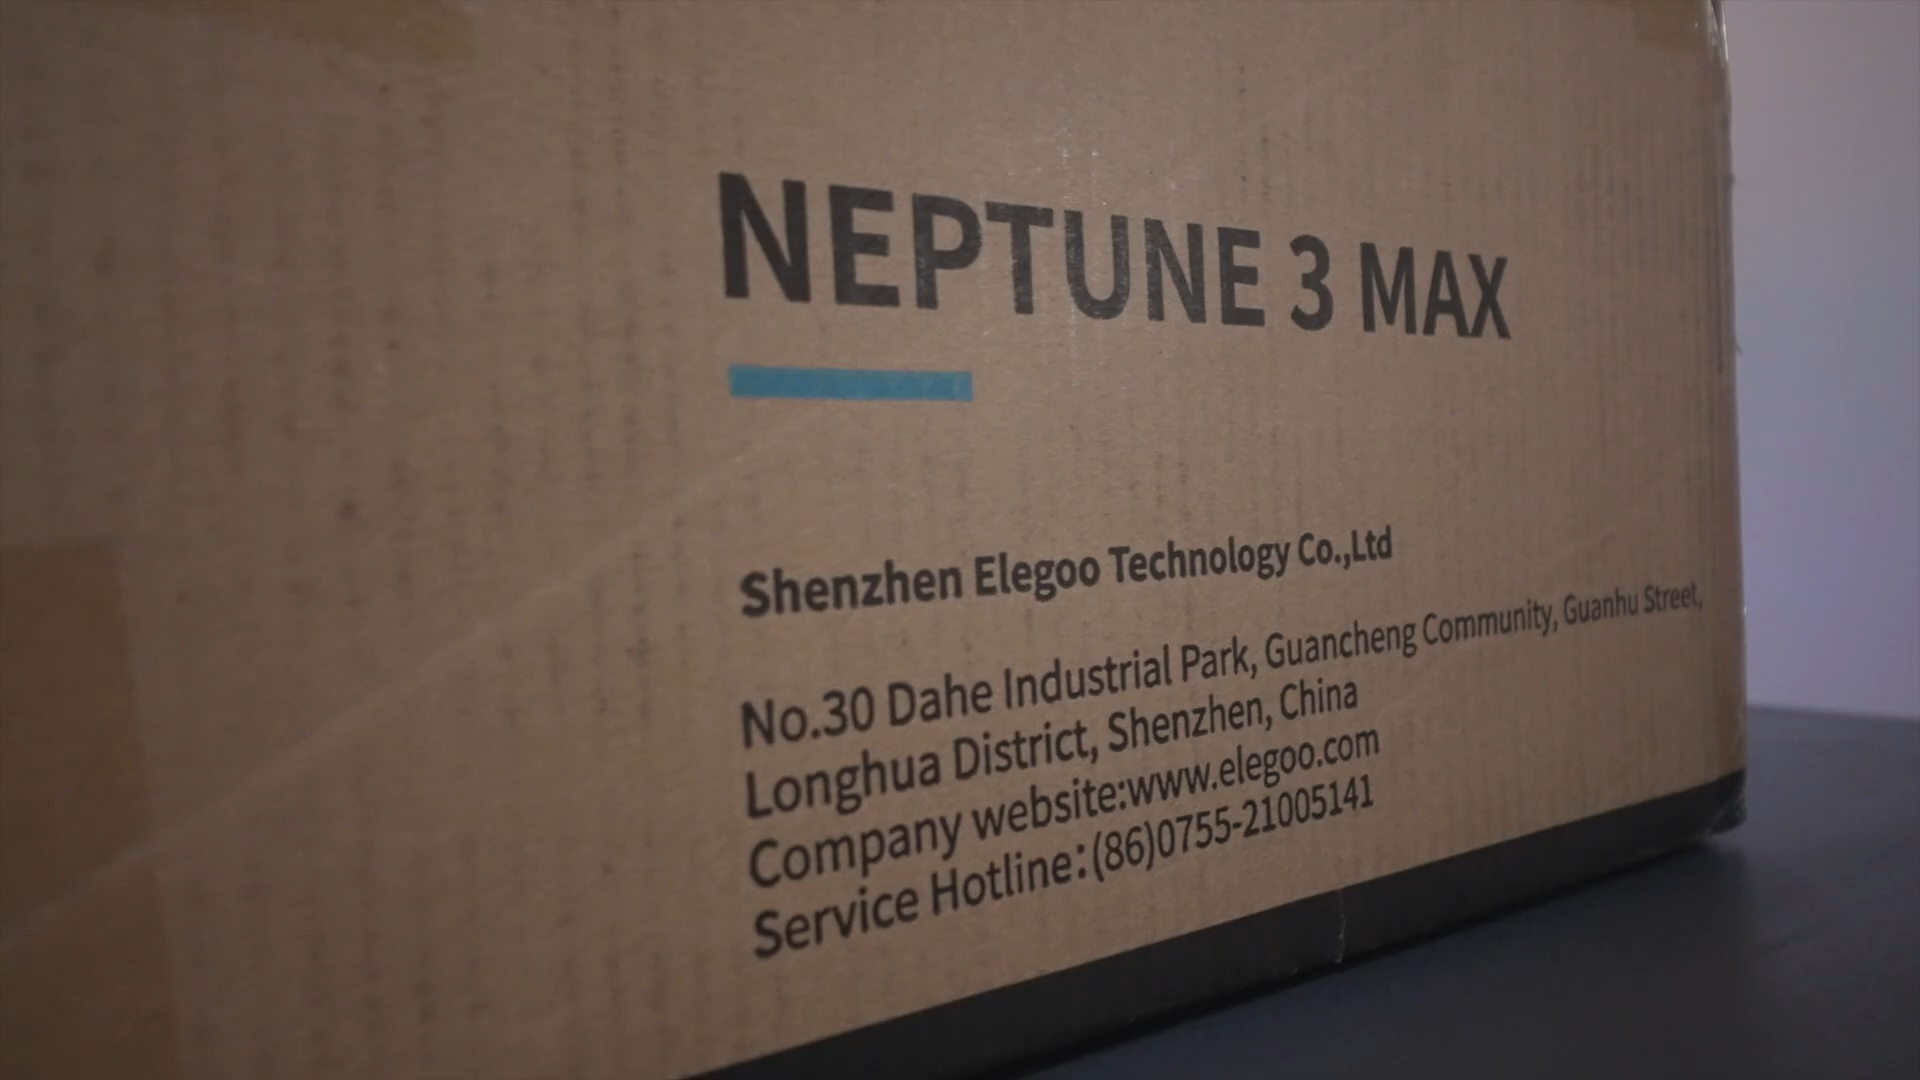 NEPTUNE 3 MAX
Shenzhen Elegoo Technology Co.,Ltd
No.30 Dahe Industrial Park, Guancheng Community, Guanhu Street,
Longhua District, Shenzhen, China
Company website:www.elegoo.com
Service Hotline:(86)0755-21005141